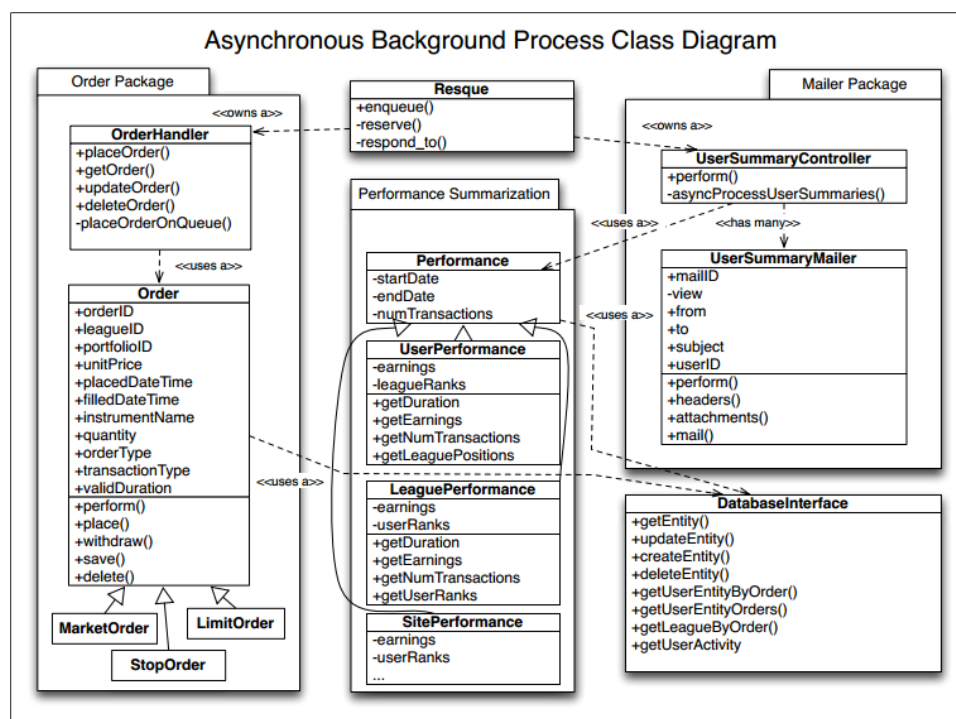 Asynchronous Background Process Class Diagram
Order Package
<<owns a>>
OrderHandler
+placeOrder()
+getOrder()
+updateOrder()
+deleteOrder()
-placeOrderOnQueue()
<<uses a>>
Order
+orderID
+leagueID
+portfolioID
+unitPrice
+placedDateTime
+filledDateTime
+instrumentName
+quantity
+orderType
+transactionType
+validDuration
+perform()
+place()
+withdraw()
+save()
+delete()
<<uses a>>
MarketOrder
LimitOrder
StopOrder
Resque
+enqueue()
-reserve()
-respond_to()
Performance Summarization
Performance
-startDate
-endDate
-numTransactions
UserPerformance
-earnings
-leagueRanks
+getDuration
+getEarnings
+getNumTransactions
+getLeaguePositions
LeaguePerformance
-earnings
-userRanks
+getDuration
+getEarnings
+getNumTransactions
+getUserRanks
SitePerformance
-earnings
-userRanks
...
Mailer Package
<<owns a>>
UserSummaryController
+perform()
-asyncProcessUserSummaries()
<<uses a>>
<<has many>>
UserSummaryMailer
+mailID
-view
+from
+to
+subject
+userID
+perform()
+headers()
+attachments()
+mail()
<<uses a>>
DatabaseInterface
+getEntity()
+updateEntity()
+createEntity()
+deleteEntity()
+getUserEntityByOrder()
+getUserEntityOrders()
+getLeagueByOrder()
+getUserActivity